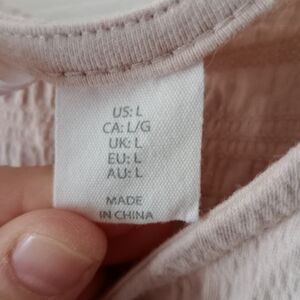 US: L
CA: L/G
UK: L
EU: L
AU: L
MADE
IN CHINA